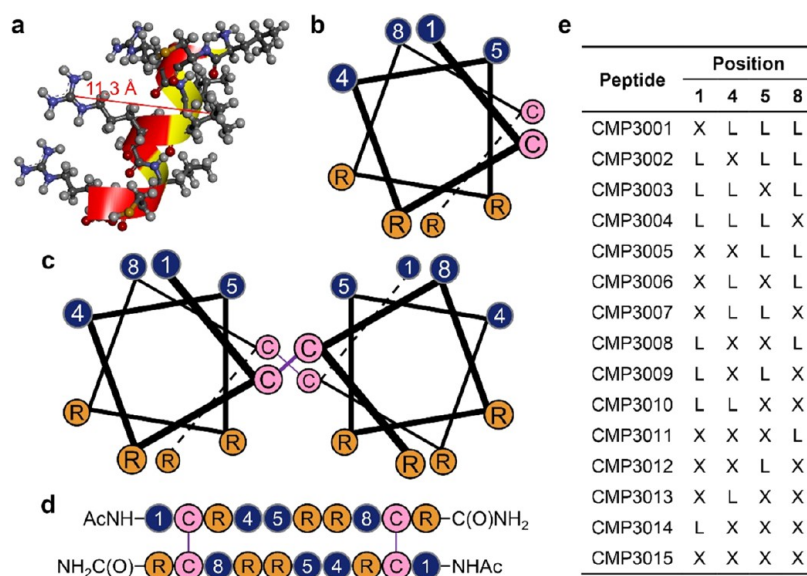 a
11.3 Å
b
8 1 5
4
C
C
R R R R
c
8 1 5
4
C
C
R R R R
1 8
5 4
C
C
R R R R
d
AcNH-1 C R 4 5 R R 8 C R-C(O)NH₂
NH₂C(O)-R C 8 R R 5 4 R C 1-NHAc
e
Peptide Position
1 4 5 8
CMP3001 X L L L
CMP3002 L X L L
CMP3003 L L X L
CMP3004 L L L X
CMP3005 X X L L
CMP3006 X L X L
CMP3007 X L L X
CMP3008 L X X L
CMP3009 L X L X
CMP3010 L L X X
CMP3011 X X X L
CMP3012 X X L X
CMP3013 X L X X
CMP3014 L X X X
CMP3015 X X X X